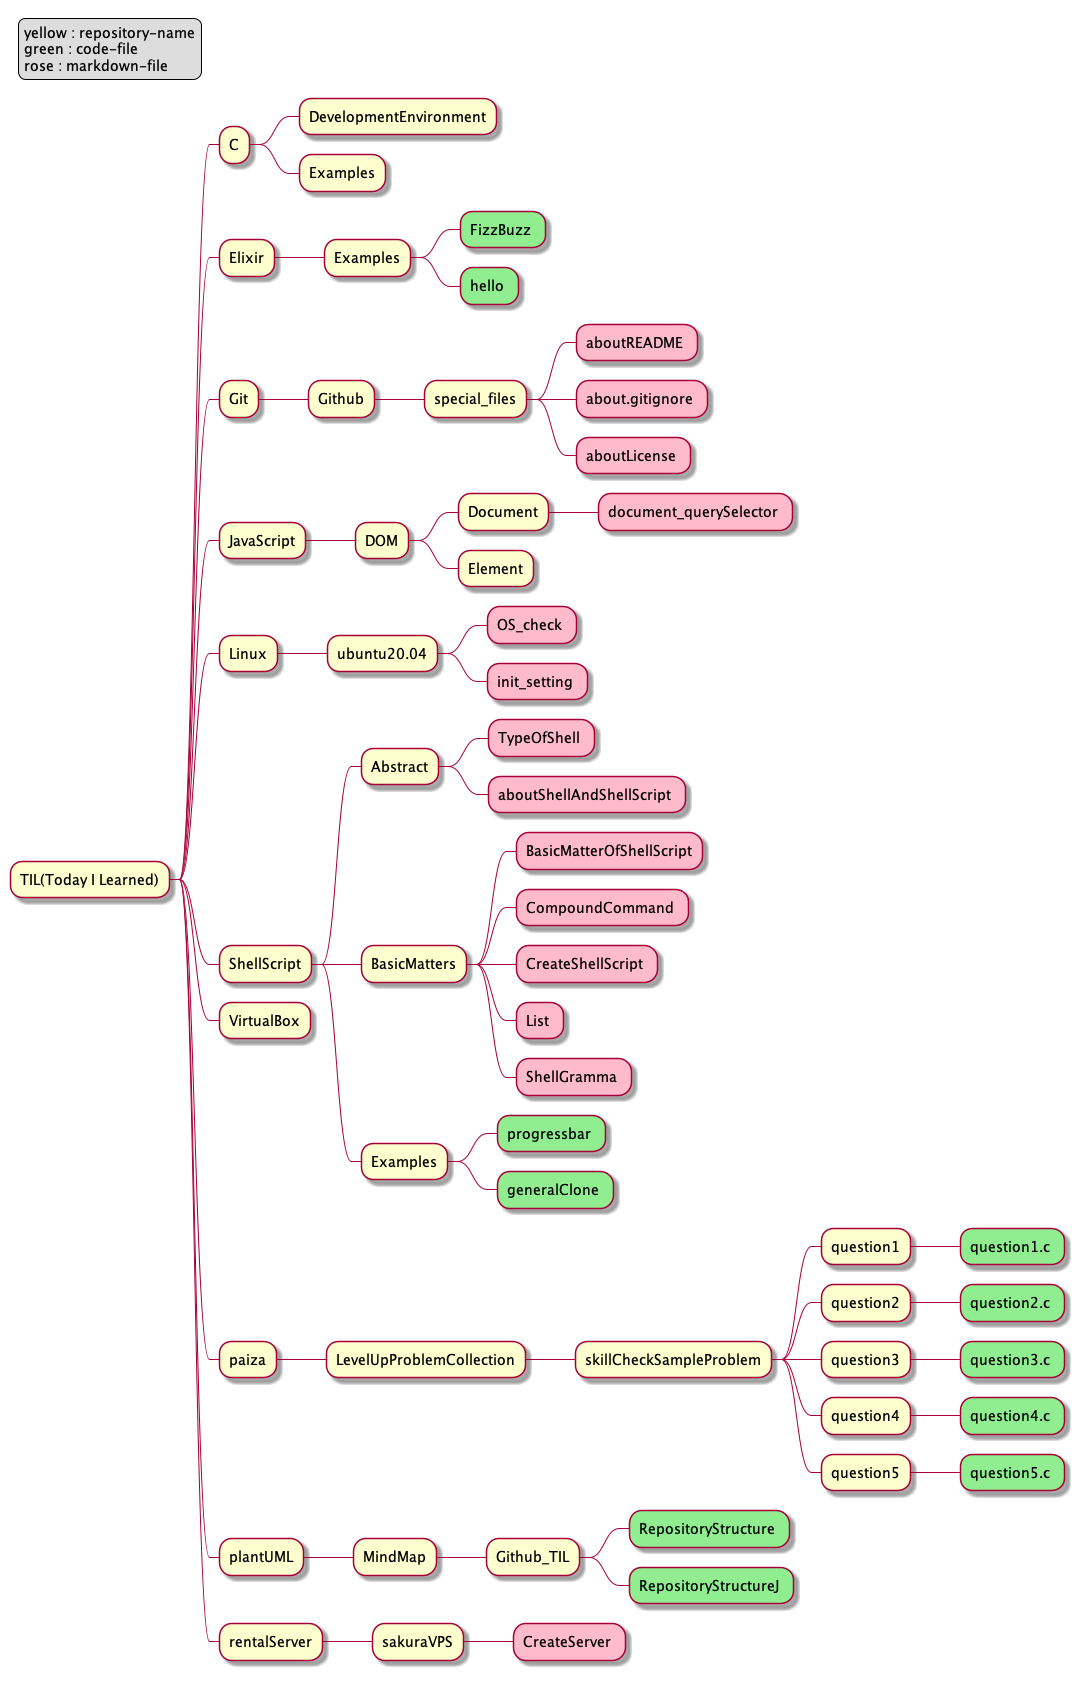 yellow : repository-name
green : code-file
rose : markdown-file
TIL(Today I Learned)
C
DevelopmentEnvironment
Examples
Elixir
Examples
FizzBuzz
hello
Git
Github
special_files
aboutREADME
about.gitignore
aboutLicense
JavaScript
DOM
Document
document_querySelector
Element
Linux
ubuntu20.04
OS_check
init_setting
ShellScript
Abstract
TypeOfShell
aboutShellAndShellScript
BasicMatters
BasicMatterOfShellScript
CompoundCommand
CreateShellScript
List
ShellGramma
Examples
progressbar
generalClone
VirtualBox
paiza
LevelUpProblemCollection
skillCheckSampleProblem
question1
question1.c
question2
question2.c
question3
question3.c
question4
question4.c
question5
question5.c
plantUML
MindMap
Github_TIL
RepositoryStructure
RepositoryStructureJ
rentalServer
sakuraVPS
CreateServer